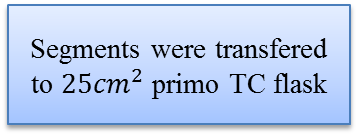 Segments were transfered
to 25cm² primo TC flask